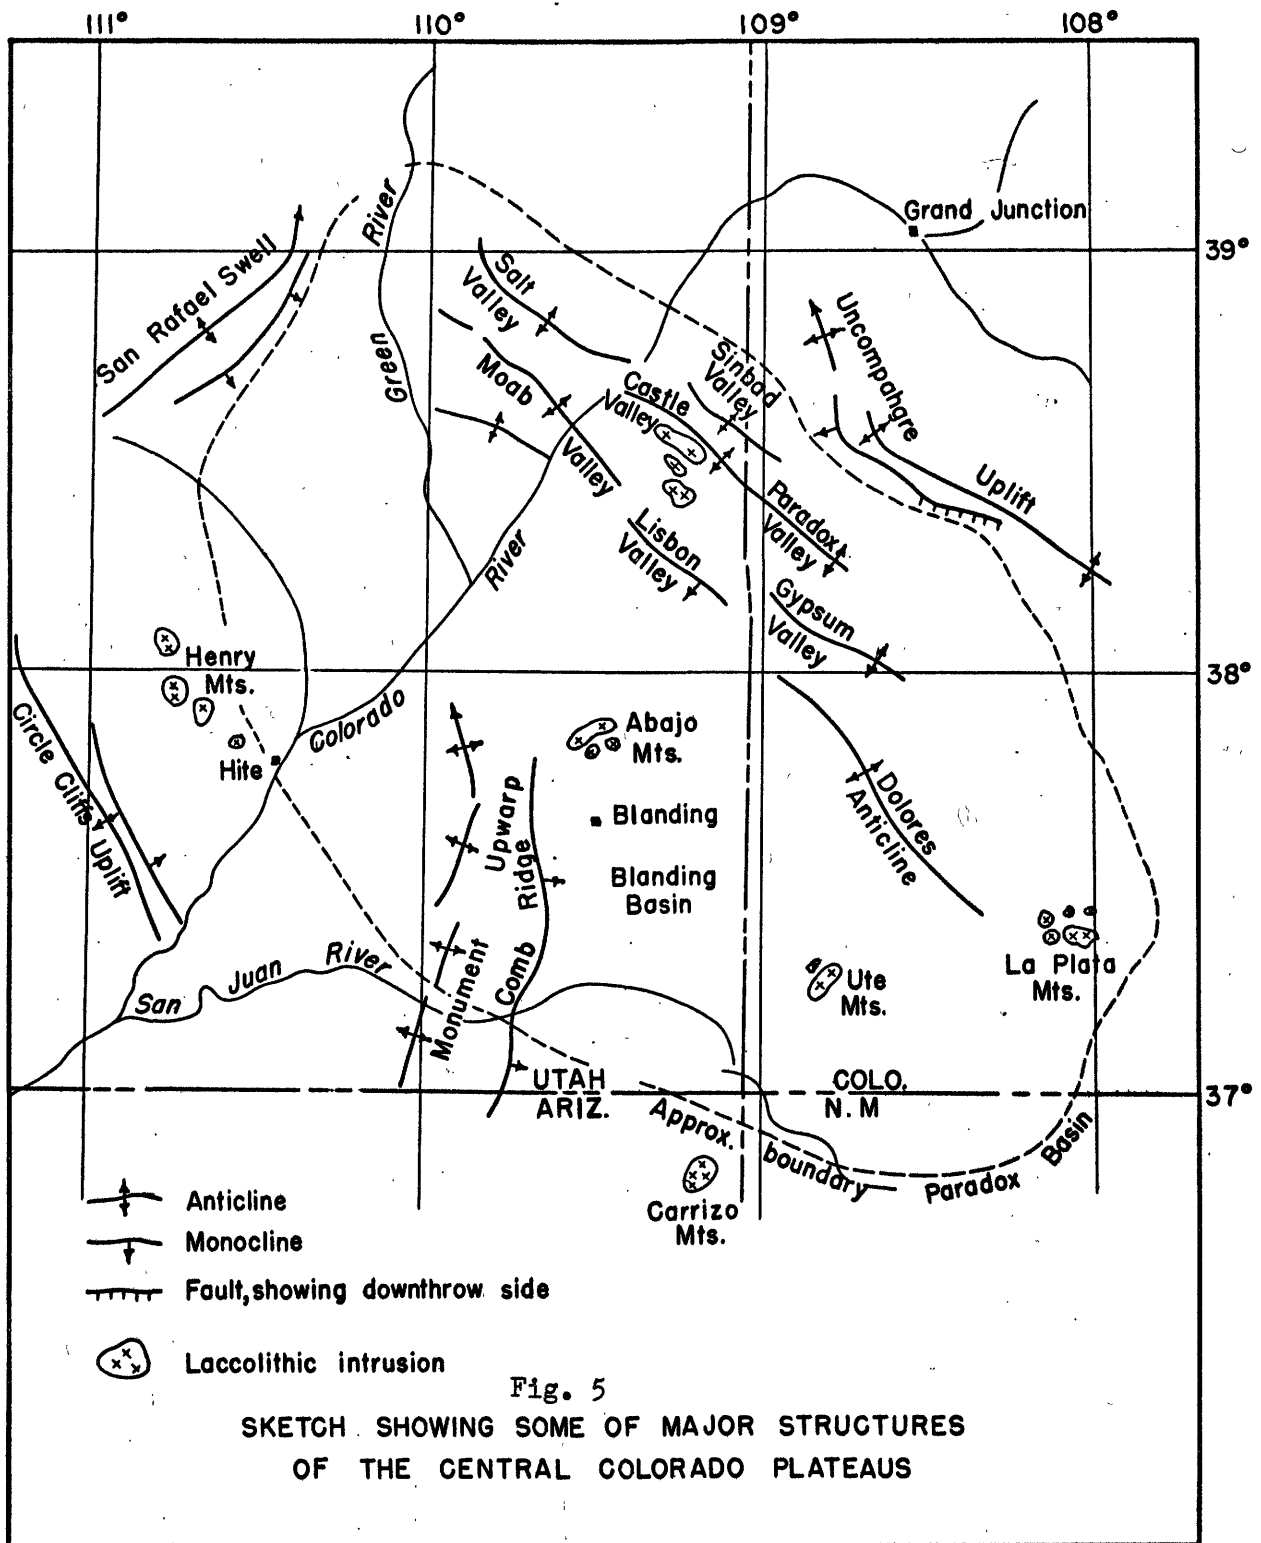 111°
110°
109°
108°
Grand Junction
39°
San Rafael Swell
Green
River
Salt
Valley
Moab
Valley
Castle
Valley
Sinbad
Valley
Uncompahgre
Uplift
Paradox
Valley
Lisbon
Valley
Gypsum
Valley
River
Colorado
38°
Henry
Mts.
Hite
Circle Cliffs
Uplift
Abajo
Mts.
Blanding
Blanding
Basin
Upwarp
Ridge
Monument
Comb
Dolores
Anticline
La Plata
Mts.
Ute
Mts.
San Juan River
UTAH
ARIZ.
COLO.
N. M
37°
Approx. boundary Paradox Basin
Carrizo
Mts.
Anticline
Monocline
Fault, showing downthrow side
Laccolithic intrusion
Fig. 5
SKETCH SHOWING SOME OF MAJOR STRUCTURES
OF THE CENTRAL COLORADO PLATEAUS